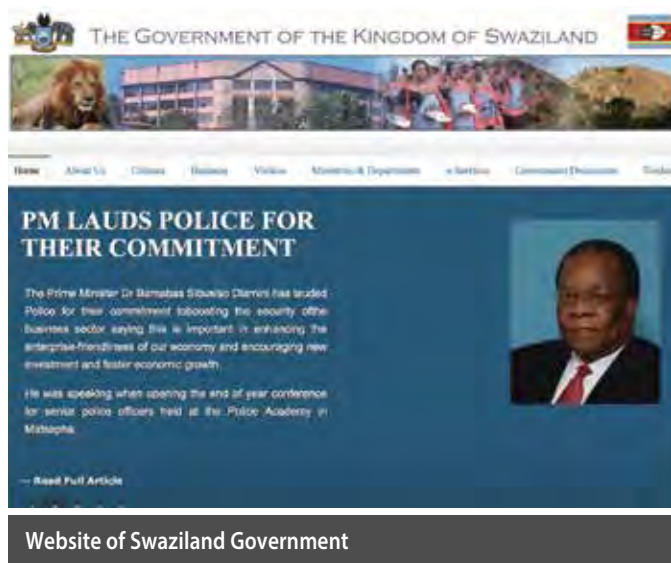 THE GOVERNMENT OF THE KINGDOM OF SWAZILAND
Home About Us Citizens Business Visitors Ministries & Departments e-Services Government Documents
PM LAUDS POLICE FOR
THEIR COMMITMENT
The Prime Minister Dr Barnabas Sibusiso Dlamini has lauded
Police for their commitment toboosting the security ofthe
business sector saying this is important in enhancing the
enterprise-friendliness of our economy and encouraging new
investment and foster economic growth.
He was speaking when opening the end of year conference
for senior police officers held at the Police Academy in
Matsapha.
Read Full Article
Website of Swaziland Government